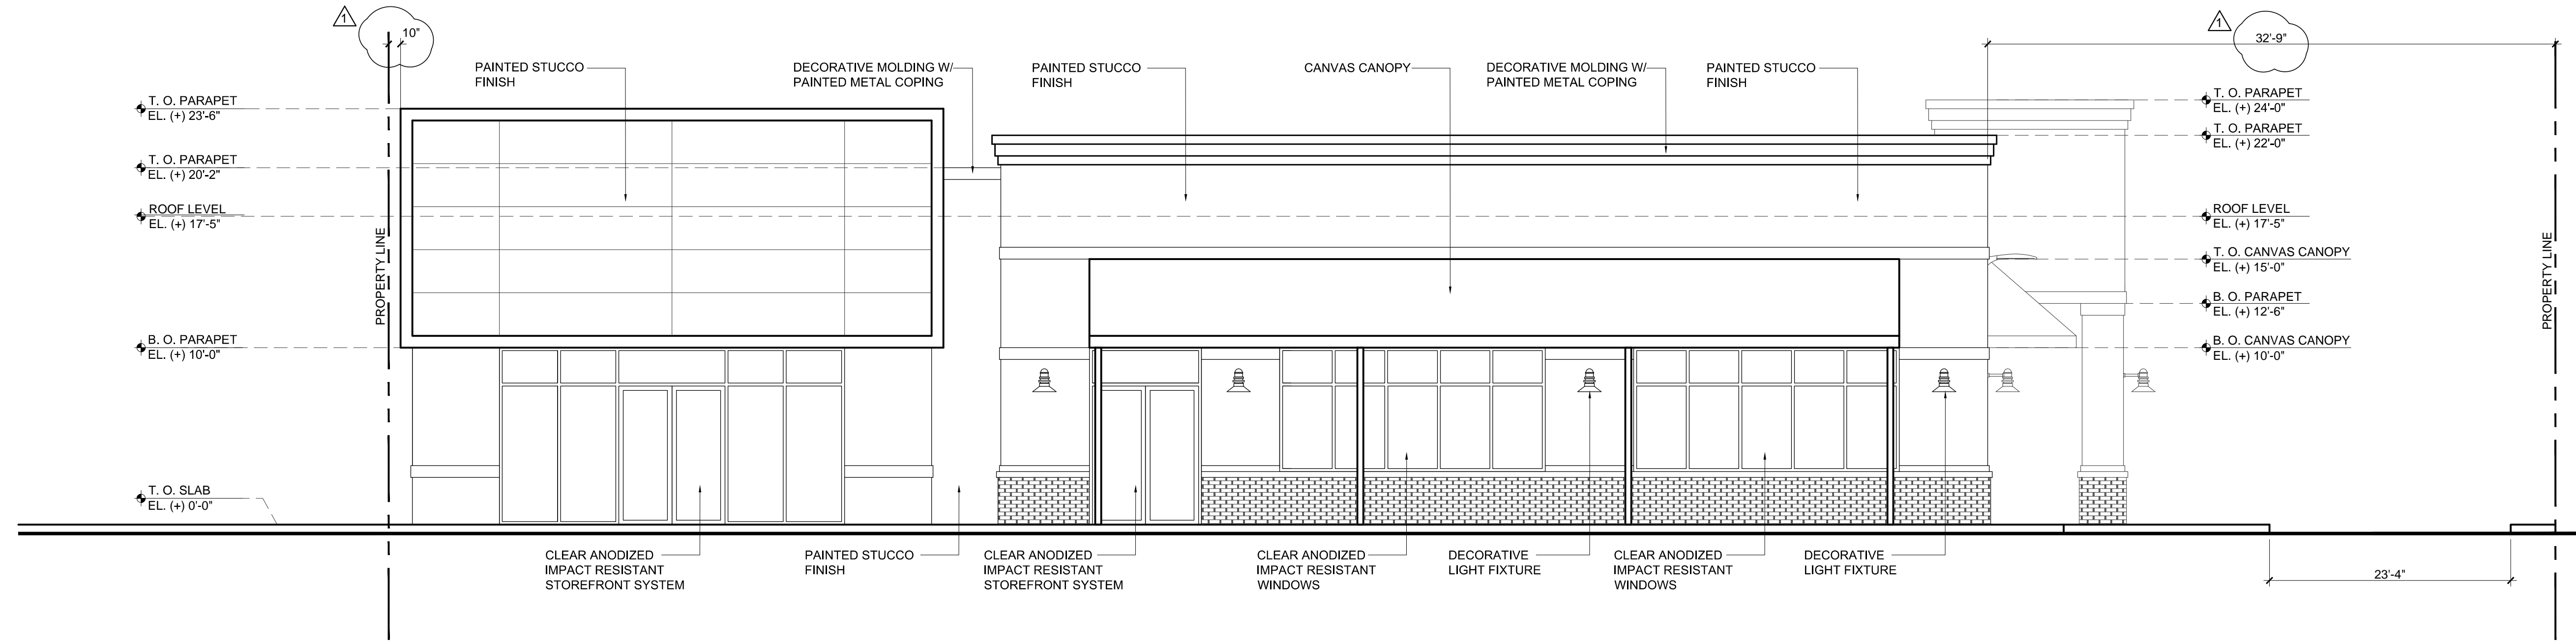 1
10"
1
32'-9"
PAINTED STUCCO
FINISH
DECORATIVE MOLDING W/
PAINTED METAL COPING
PAINTED STUCCO
FINISH
CANVAS CANOPY
DECORATIVE MOLDING W/
PAINTED METAL COPING
PAINTED STUCCO
FINISH
T. O. PARAPET
EL. (+) 23'-6"
T. O. PARAPET
EL. (+) 20'-2"
ROOF LEVEL
EL. (+) 17'-5"
B. O. PARAPET
EL. (+) 10'-0"
T. O. SLAB
EL. (+) 0'-0"
PROPERTY LINE
T. O. PARAPET
EL. (+) 24'-0"
T. O. PARAPET
EL. (+) 22'-0"
ROOF LEVEL
EL. (+) 17'-5"
T. O. CANVAS CANOPY
EL. (+) 15'-0"
B. O. PARAPET
EL. (+) 12'-6"
B. O. CANVAS CANOPY
EL. (+) 10'-0"
PROPERTY LINE
CLEAR ANODIZED
IMPACT RESISTANT
STOREFRONT SYSTEM
PAINTED STUCCO
FINISH
CLEAR ANODIZED
IMPACT RESISTANT
STOREFRONT SYSTEM
CLEAR ANODIZED
IMPACT RESISTANT
WINDOWS
DECORATIVE
LIGHT FIXTURE
CLEAR ANODIZED
IMPACT RESISTANT
WINDOWS
DECORATIVE
LIGHT FIXTURE
23'-4"